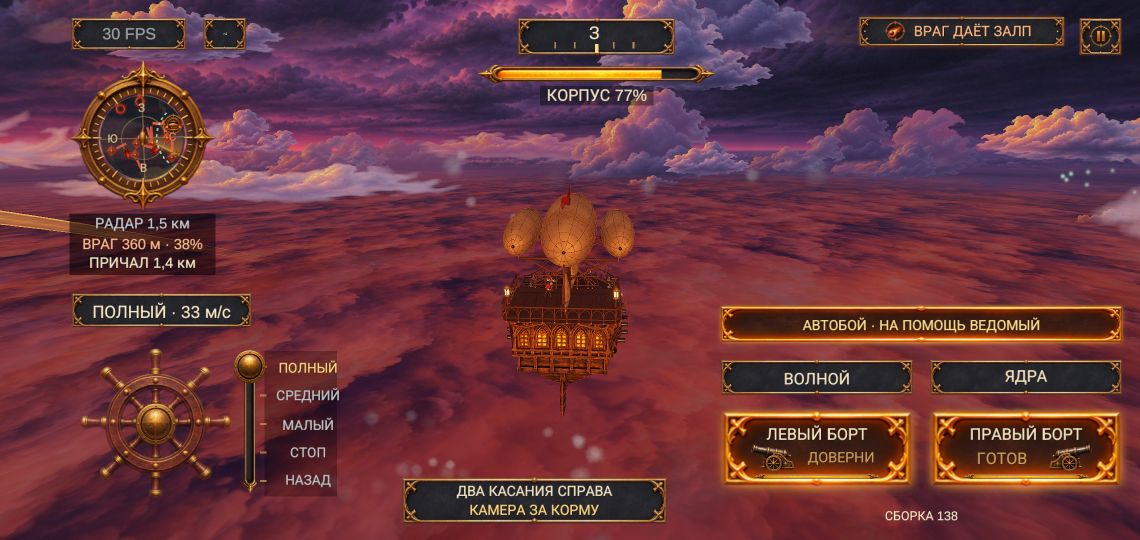 30 FPS
~
З
ВРАГ ДАЁТ ЗАЛП
КОРПУС 77%
З
Ю
С
В
РАДАР 1,5 км
ВРАГ 360 м · 38%
ПРИЧАЛ 1,4 км
ПОЛНЫЙ · 33 м/с
ПОЛНЫЙ
СРЕДНИЙ
МАЛЫЙ
СТОП
НАЗАД
АВТОБОЙ · НА ПОМОЩЬ ВЕДОМЫЙ
ВОЛНОЙ
ЯДРА
ЛЕВЫЙ БОРТ
ДОВЕРНИ
ПРАВЫЙ БОРТ
ГОТОВ
ДВА КАСАНИЯ СПРАВА
КАМЕРА ЗА КОРМУ
СБОРКА 138